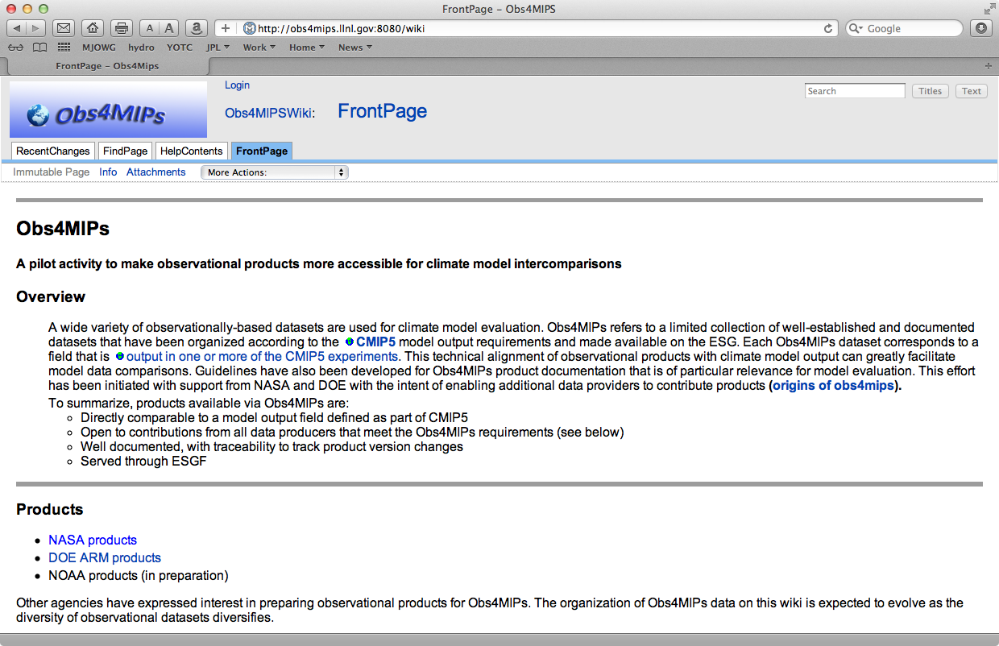 FrontPage - Obs4MIPS
A A a +
http://obs4mips.llnl.gov:8080/wiki
Google
MJOWG hydro YOTC JPL Work Home News
FrontPage - Obs4Mips
Login
Search Titles Text
Obs4MIPs
Obs4MIPSWiki: FrontPage
RecentChanges FindPage HelpContents FrontPage
Immutable Page Info Attachments More Actions:
Obs4MIPs
A pilot activity to make observational products more accessible for climate model intercomparisons
Overview
A wide variety of observationally-based datasets are used for climate model evaluation. Obs4MIPs refers to a limited collection of well-established and documented
datasets that have been organized according to the CMIP5 model output requirements and made available on the ESG. Each Obs4MIPs dataset corresponds to a
field that is output in one or more of the CMIP5 experiments. This technical alignment of observational products with climate model output can greatly facilitate
model data comparisons. Guidelines have also been developed for Obs4MIPs product documentation that is of particular relevance for model evaluation. This effort
has been initiated with support from NASA and DOE with the intent of enabling additional data providers to contribute products (origins of obs4mips).
To summarize, products available via Obs4MIPs are:
Directly comparable to a model output field defined as part of CMIP5
Open to contributions from all data producers that meet the Obs4MIPs requirements (see below)
Well documented, with traceability to track product version changes
Served through ESGF
Products
NASA products
DOE ARM products
NOAA products (in preparation)
Other agencies have expressed interest in preparing observational products for Obs4MIPs. The organization of Obs4MIPs data on this wiki is expected to evolve as the
diversity of observational datasets diversifies.